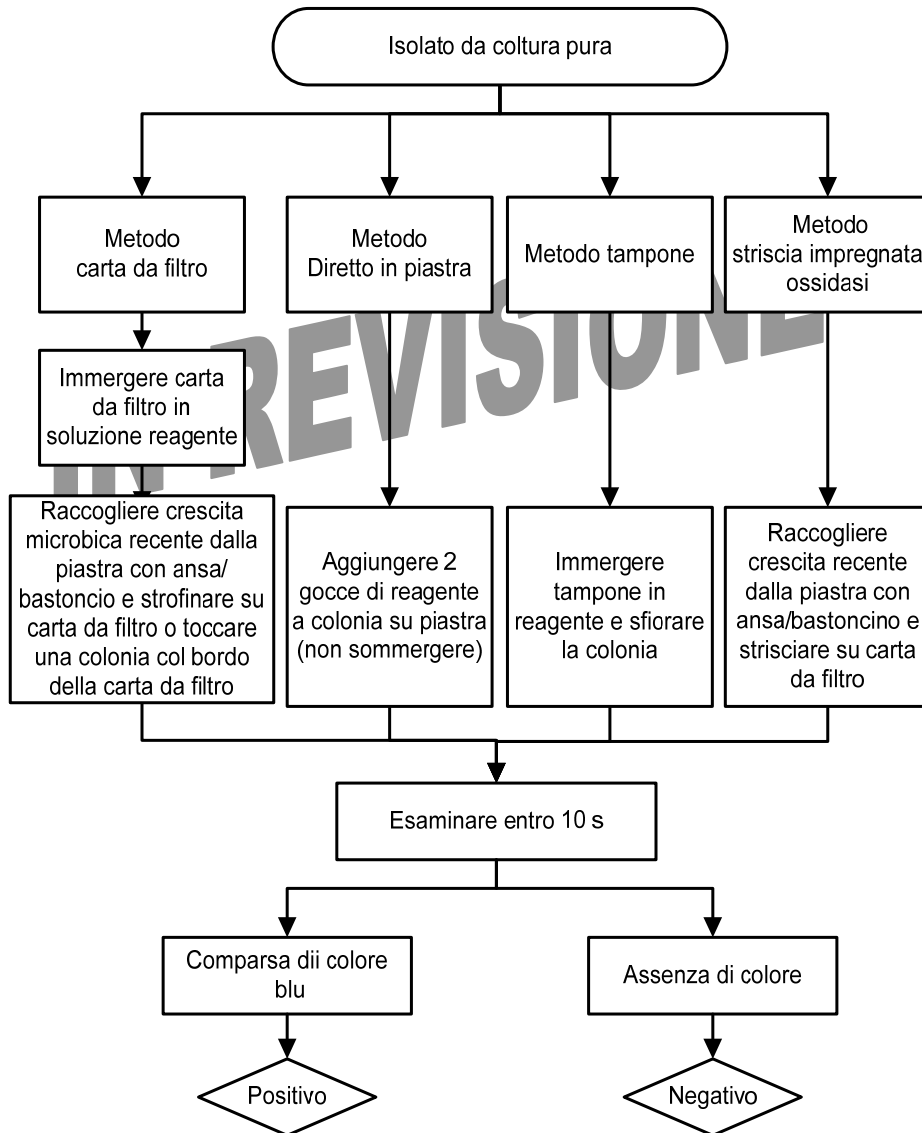 Isolato da coltura pura
Metodo
carta da filtro
Metodo
Diretto in piastra
Metodo tampone
Metodo
striscia impregnata
ossidasi
IN REVISIONE
Immergere carta
da filtro in
soluzione reagente
Raccogliere crescita
microbica recente dalla
piastra con ansa/
bastoncio e strofinare su
carta da filtro o toccare
una colonia col bordo
della carta da filtro
Aggiungere 2
gocce di reagente
a colonia su piastra
(non sommergere)
Immergere
tampone in
reagente e sfiorare
la colonia
Raccogliere
crescita recente
dalla piastra con
ansa/bastoncino e
strisciare su carta
da filtro
Esaminare entro 10 s
Comparsa dii colore
blu
Assenza di colore
Positivo
Negativo